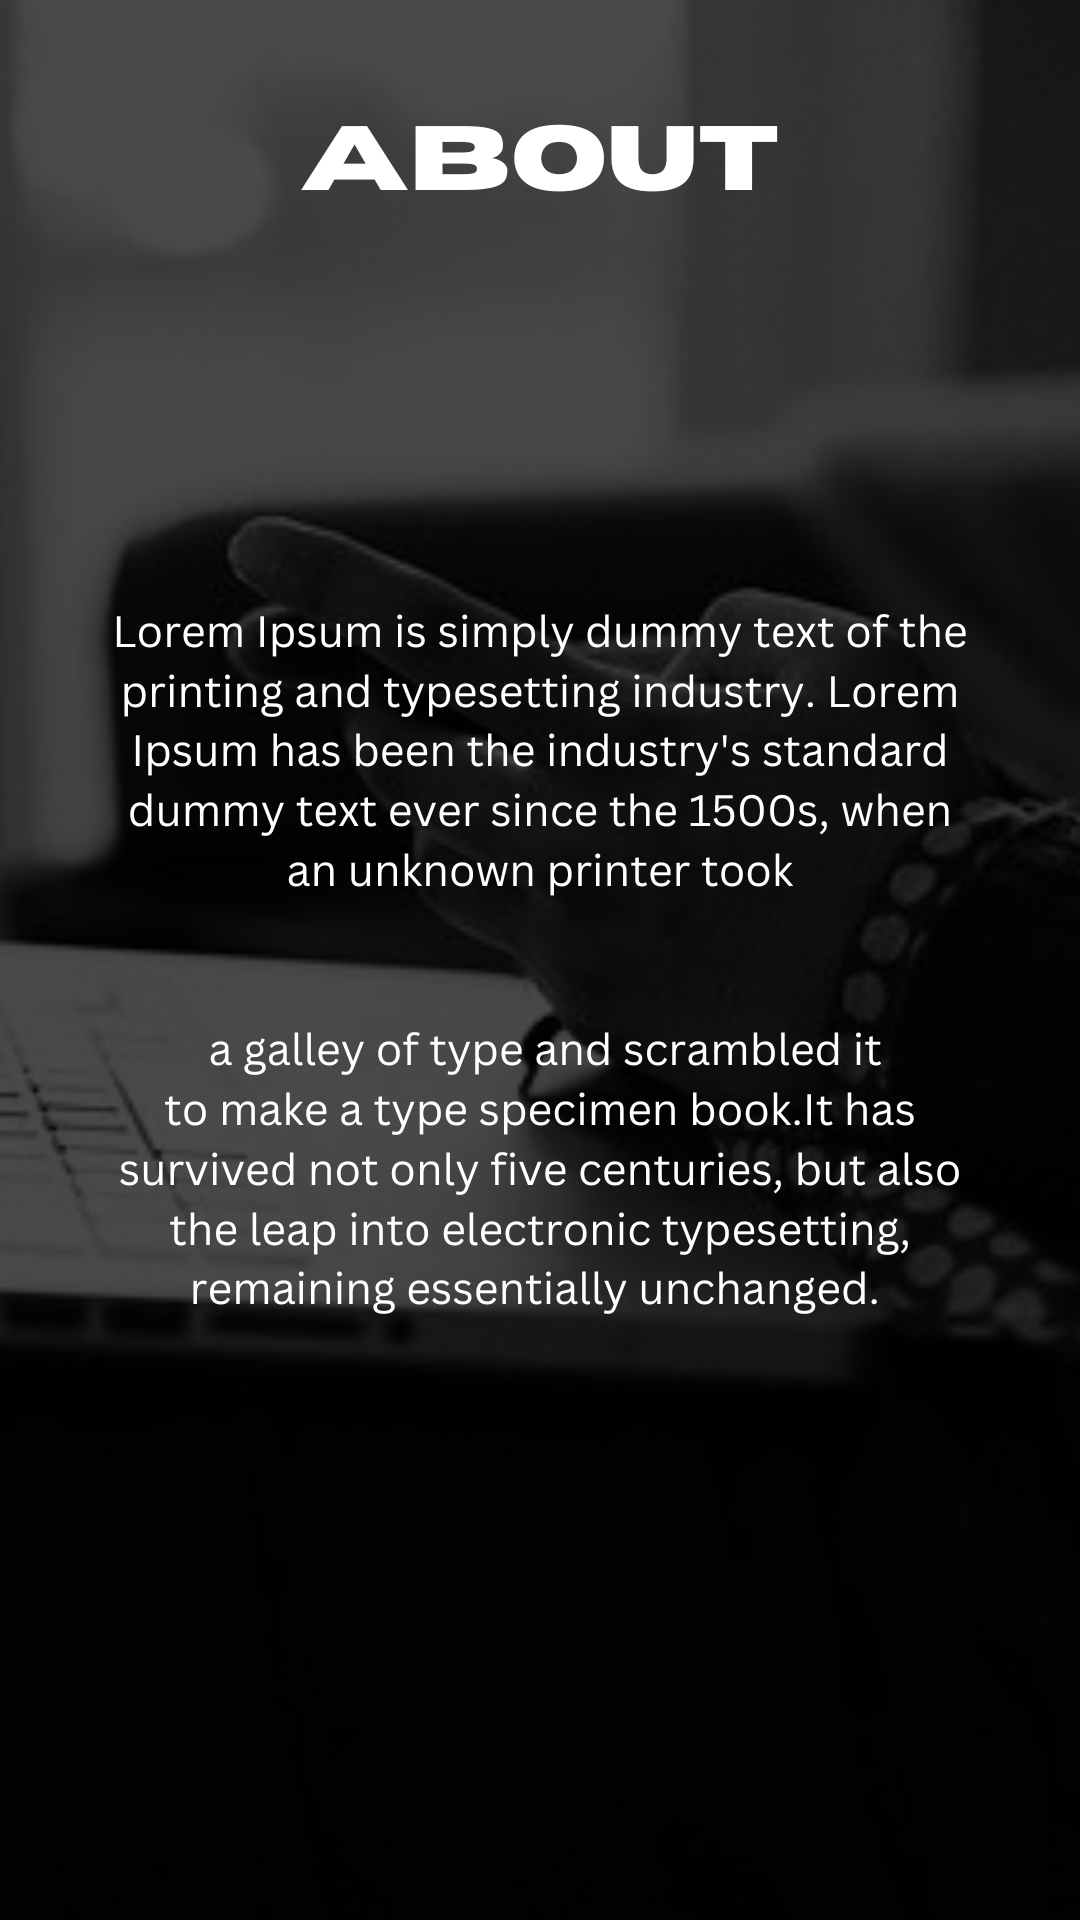 ABOUT
Lorem Ipsum is simply dummy text of the
printing and typesetting industry. Lorem
Ipsum has been the industry's standard
dummy text ever since the 1500s, when
an unknown printer took
a galley of type and scrambled it
to make a type specimen book.It has
survived not only five centuries, but also
the leap into electronic typesetting,
remaining essentially unchanged.